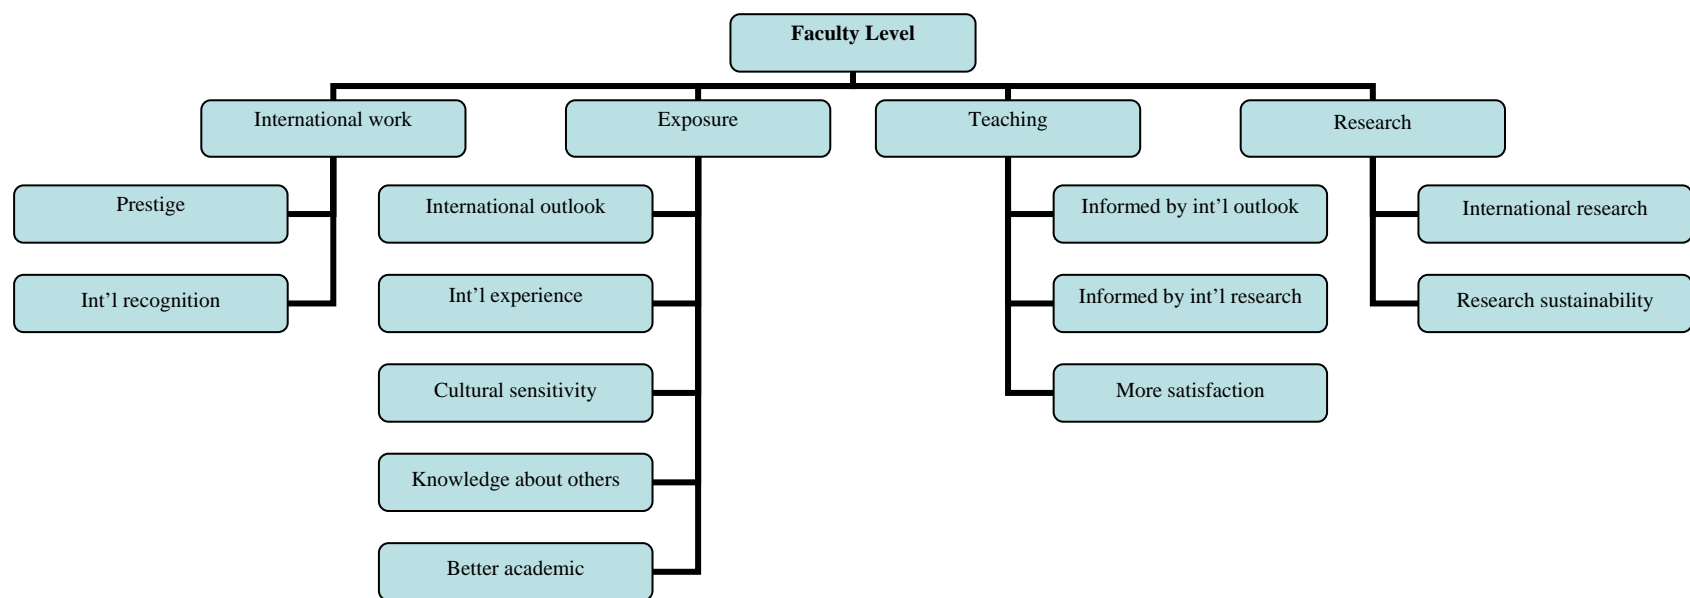 Faculty Level
International work
Exposure
Teaching
Research
Prestige
International outlook
Informed by int’l outlook
International research
Int’l recognition
Int’l experience
Informed by int’l research
Research sustainability
Cultural sensitivity
More satisfaction
Knowledge about others
Better academic